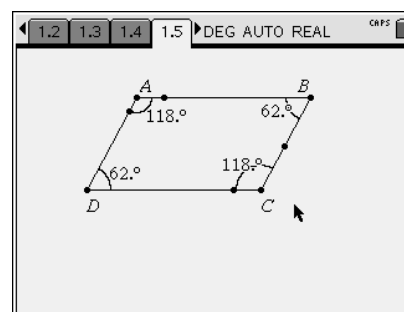 1.2 1.3 1.4 1.5 DEG AUTO REAL CAPS
A B
118.° 62.°
62.° 118.°
D C